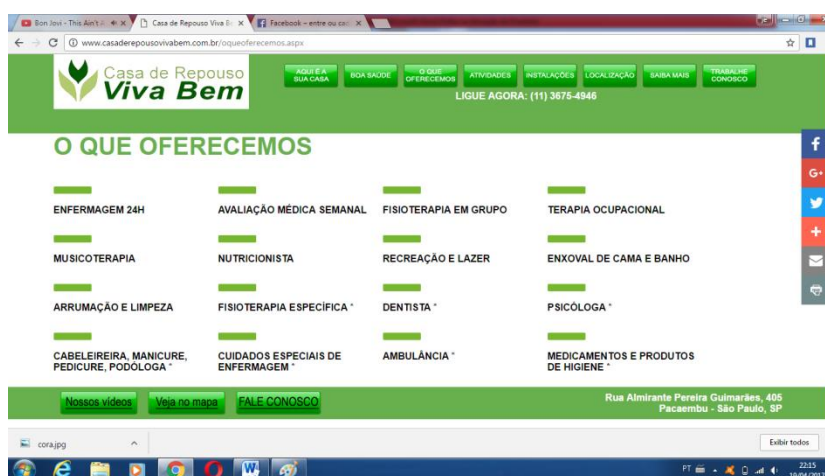 Bon Jovi - This Ain't A
Casa de Repouso Viva Be
Facebook – entre ou cad
www.casaderepousovivabem.com.br/oqueoferecemos.aspx
Casa de Repouso
Viva Bem
AQUI É A
SUA CASA
BOA SAÚDE
O QUE
OFERECEMOS
ATIVIDADES
INSTALAÇÕES
LOCALIZAÇÃO
SAIBA MAIS
TRABALHE
CONOSCO
LIGUE AGORA: (11) 3675-4946
O QUE OFERECEMOS
ENFERMAGEM 24H
AVALIAÇÃO MÉDICA SEMANAL
FISIOTERAPIA EM GRUPO
TERAPIA OCUPACIONAL
MUSICOTERAPIA
NUTRICIONISTA
RECREAÇÃO E LAZER
ENXOVAL DE CAMA E BANHO
ARRUMAÇÃO E LIMPEZA
FISIOTERAPIA ESPECÍFICA *
DENTISTA *
PSICÓLOGA *
CABELEIREIRA, MANICURE,
PEDICURE, PODÓLOGA *
CUIDADOS ESPECIAIS DE
ENFERMAGEM *
AMBULÂNCIA *
MEDICAMENTOS E PRODUTOS
DE HIGIENE *
Nossos vídeos
Veja no mapa
FALE CONOSCO
Rua Almirante Pereira Guimarães, 405
Pacaembu - São Paulo, SP
cora.jpg
Exibir todos
PT
22:15
19/04/2017